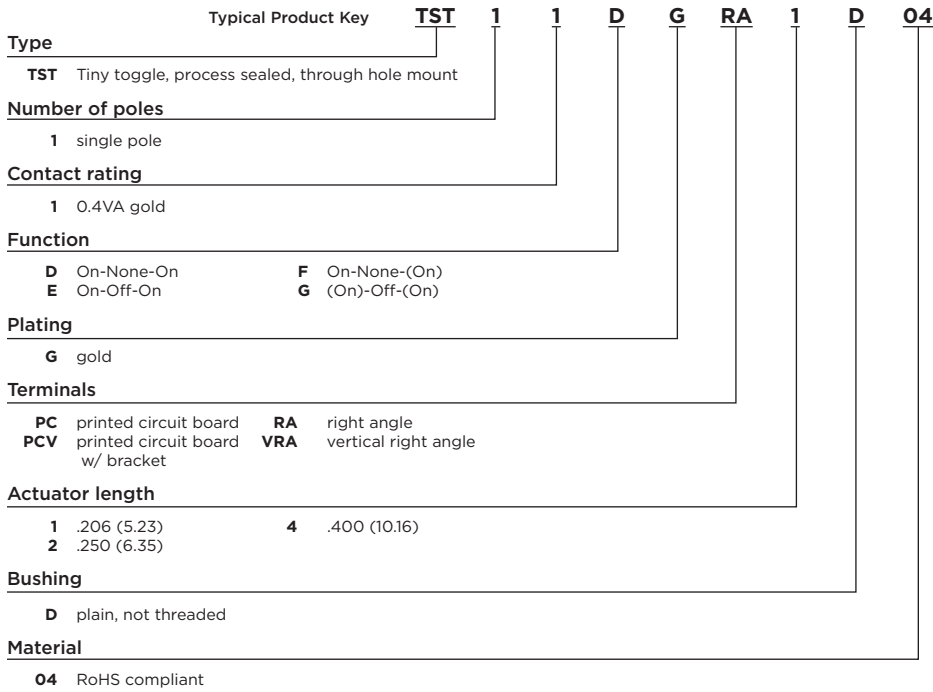 Typical Product Key TST 1 1 D G RA 1 D 04
Type
TST Tiny toggle, process sealed, through hole mount
Number of poles
1 single pole
Contact rating
1 0.4VA gold
Function
D On-None-On F On-None-(On)
E On-Off-On G (On)-Off-(On)
Plating
G gold
Terminals
PC printed circuit board RA right angle
PCV printed circuit board VRA vertical right angle
w/ bracket
Actuator length
1 .206 (5.23) 4 .400 (10.16)
2 .250 (6.35)
Bushing
D plain, not threaded
Material
04 RoHS compliant